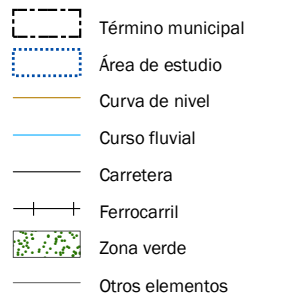 Término municipal
Área de estudio
Curva de nivel
Curso fluvial
Carretera
Ferrocarril
Zona verde
Otros elementos